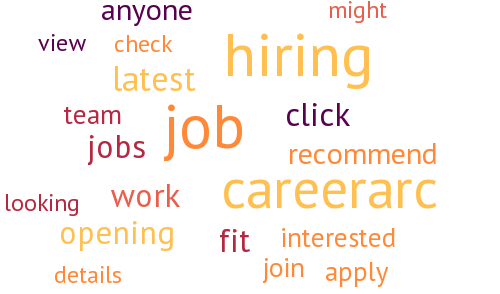 anyone
might
view
check
hiring
latest
team
job
click
jobs
recommend
looking
work
careerarc
opening
fit
interested
details
join
apply